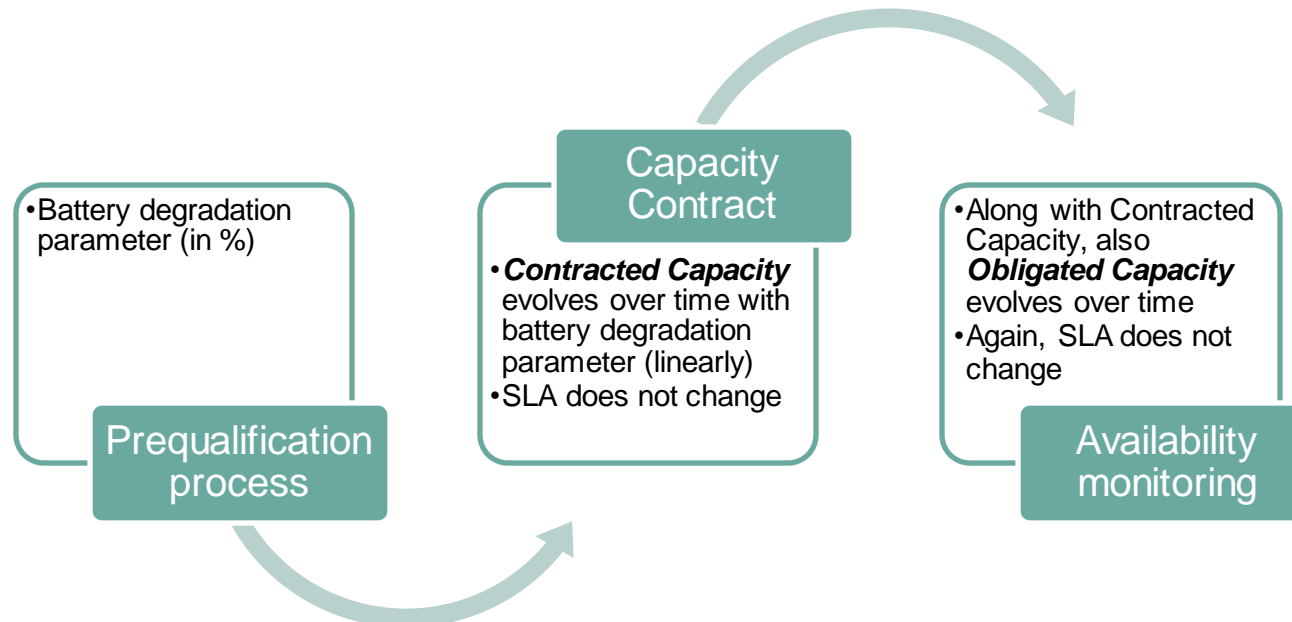 •Battery degradation
parameter (in %)
Prequalification
process
Capacity
Contract
•Contracted Capacity
evolves over time with
battery degradation
parameter (linearly)
•SLA does not change
•Along with Contracted
Capacity, also
Obligated Capacity
evolves over time
•Again, SLA does not
change
Availability
monitoring